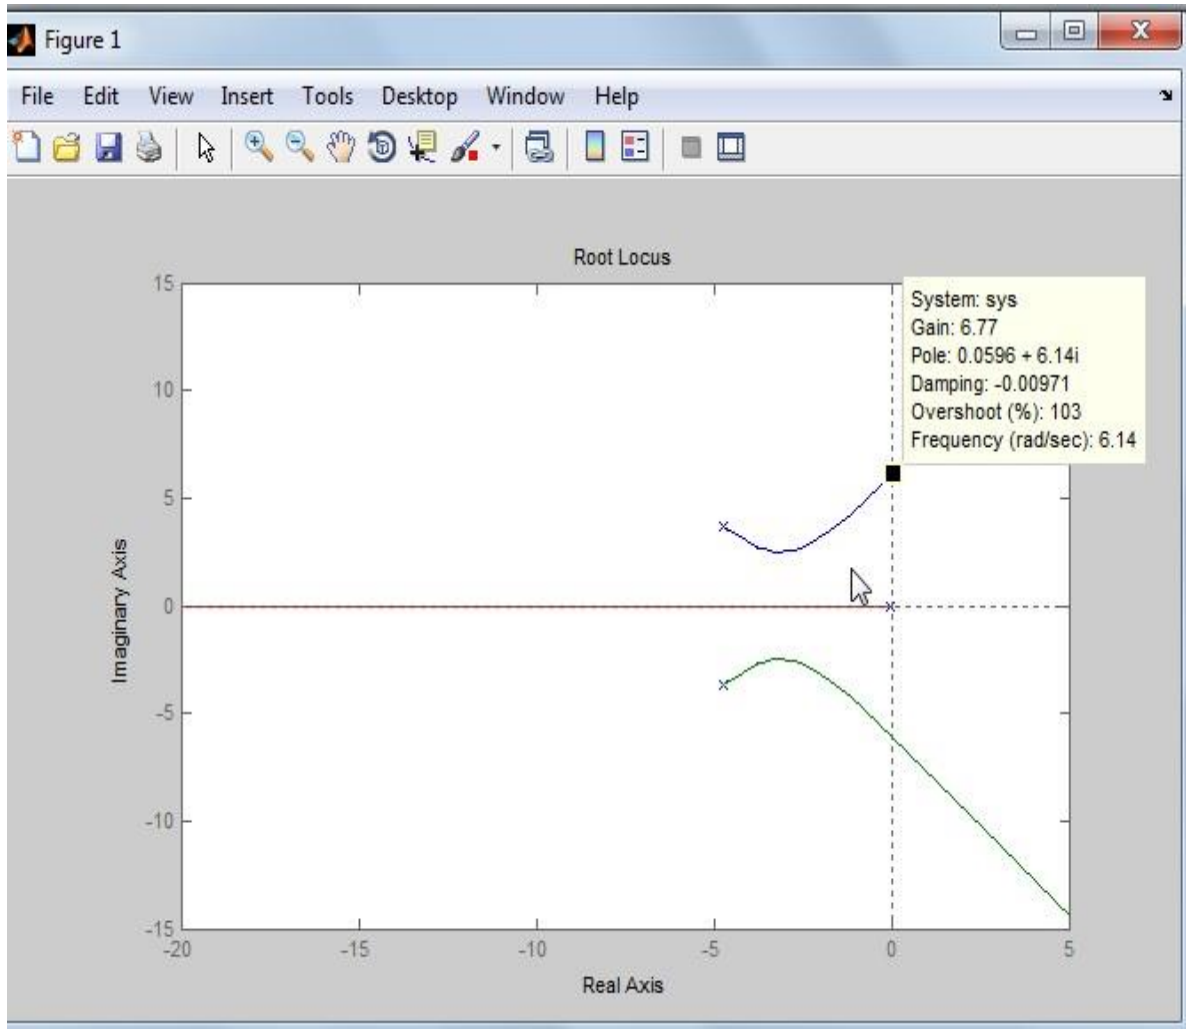 Figure 1
File Edit View Insert Tools Desktop Window Help
Root Locus
System: sys
Gain: 6.77
Pole: 0.0596 + 6.14i
Damping: -0.00971
Overshoot (%): 103
Frequency (rad/sec): 6.14
15
10
5
0
-5
-10
-15
Imaginary Axis
-20 -15 -10 -5 0 5
Real Axis